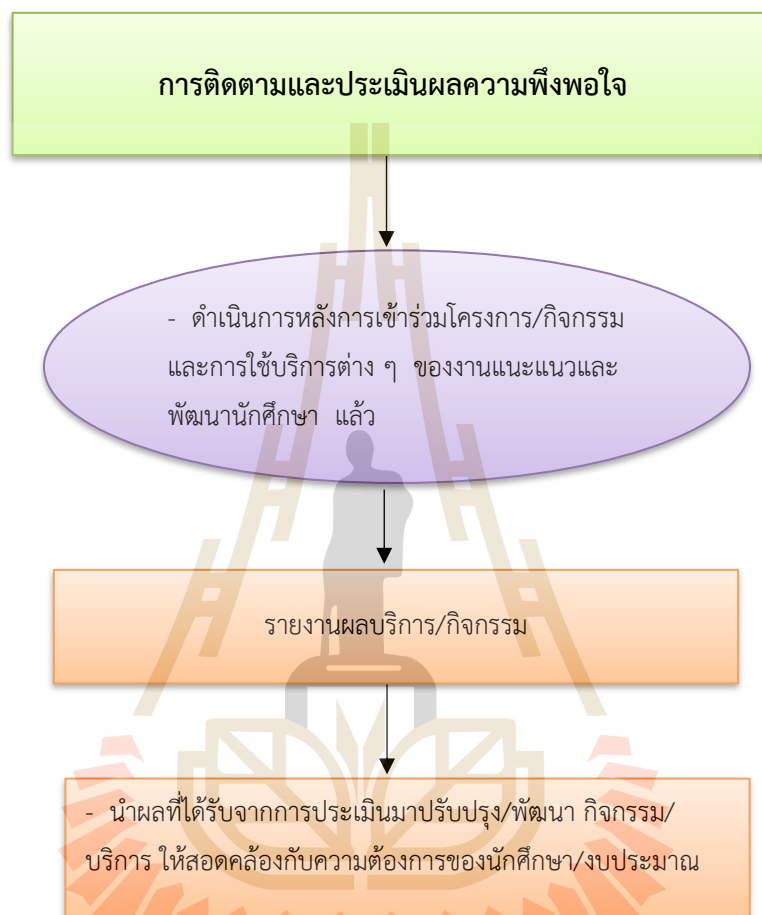 การติดตามและประเมินผลความพึงพอใจ
- ดำเนินการหลังการเข้าร่วมโครงการ/กิจกรรม
และการใช้บริการต่าง ๆ ของงานแนะแนวและ
พัฒนานักศึกษา แล้ว
รายงานผลบริการ/กิจกรรม
- นำผลที่ได้รับจากการประเมินมาปรับปรุง/พัฒนา กิจกรรม/
บริการ ให้สอดคล้องกับความต้องการของนักศึกษา/งบประมาณ